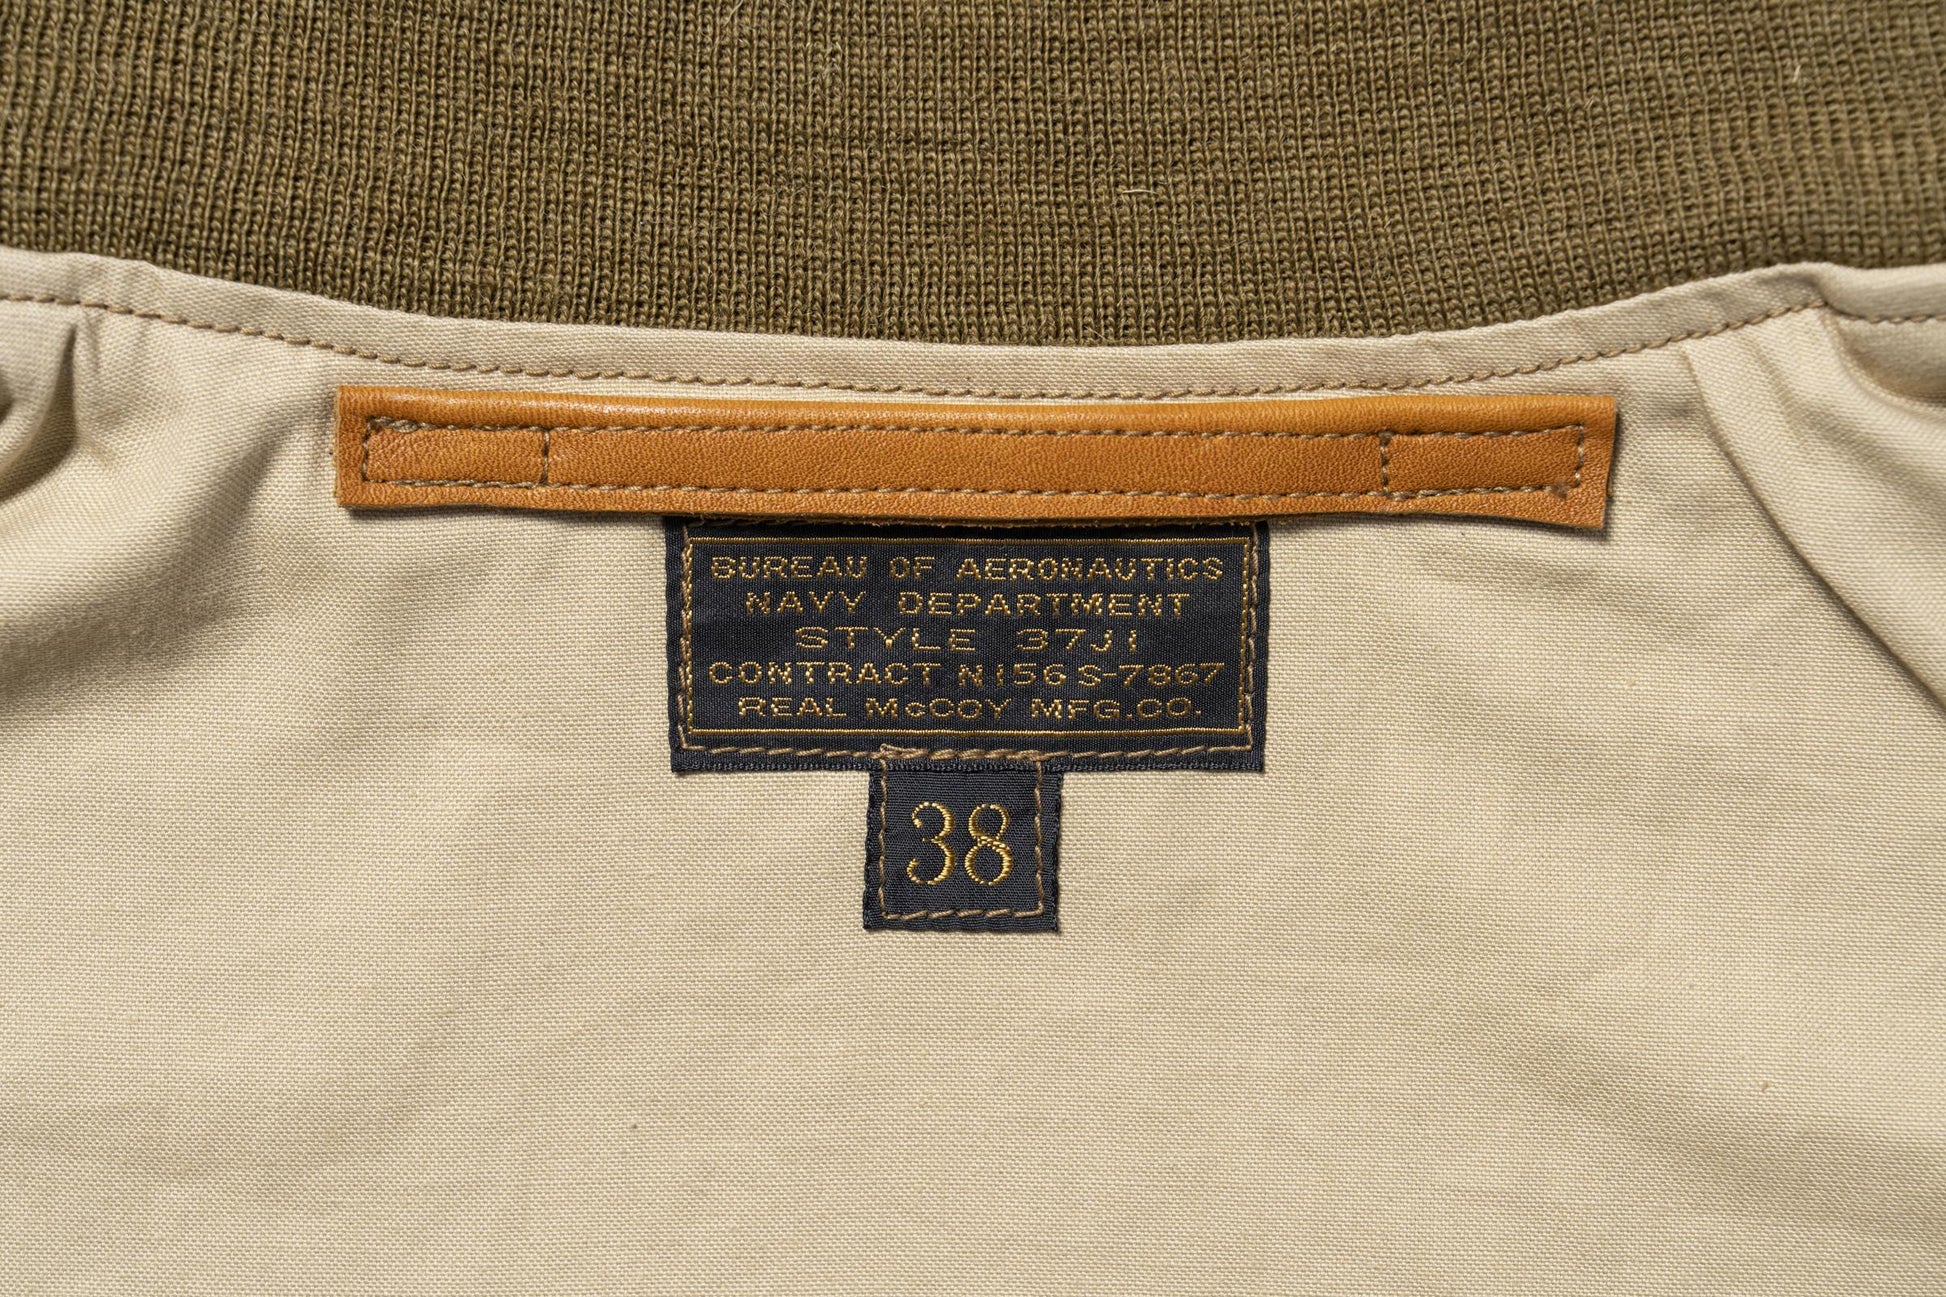 BUREAU OF AERONAUTICS
NAVY DEPARTMENT
STYLE 37J1
CONTRACT N156S-7867
REAL McCOY MFG.CO.
38